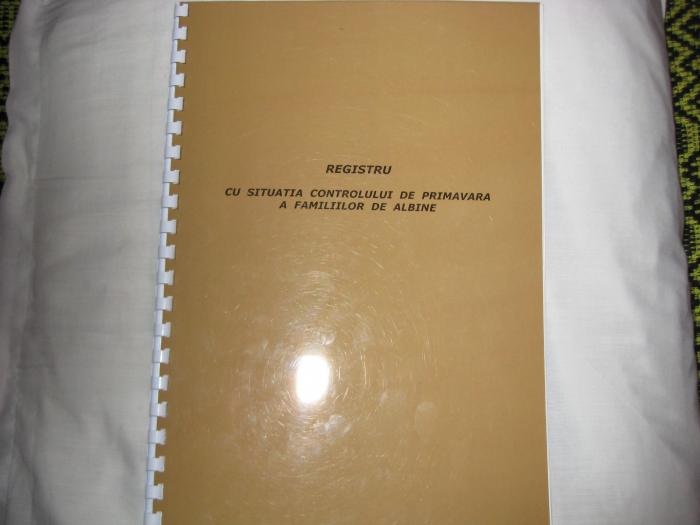 REGISTRU
CU SITUATIA CONTROLULUI DE PRIMAVARA
A FAMILIILOR DE ALBINE